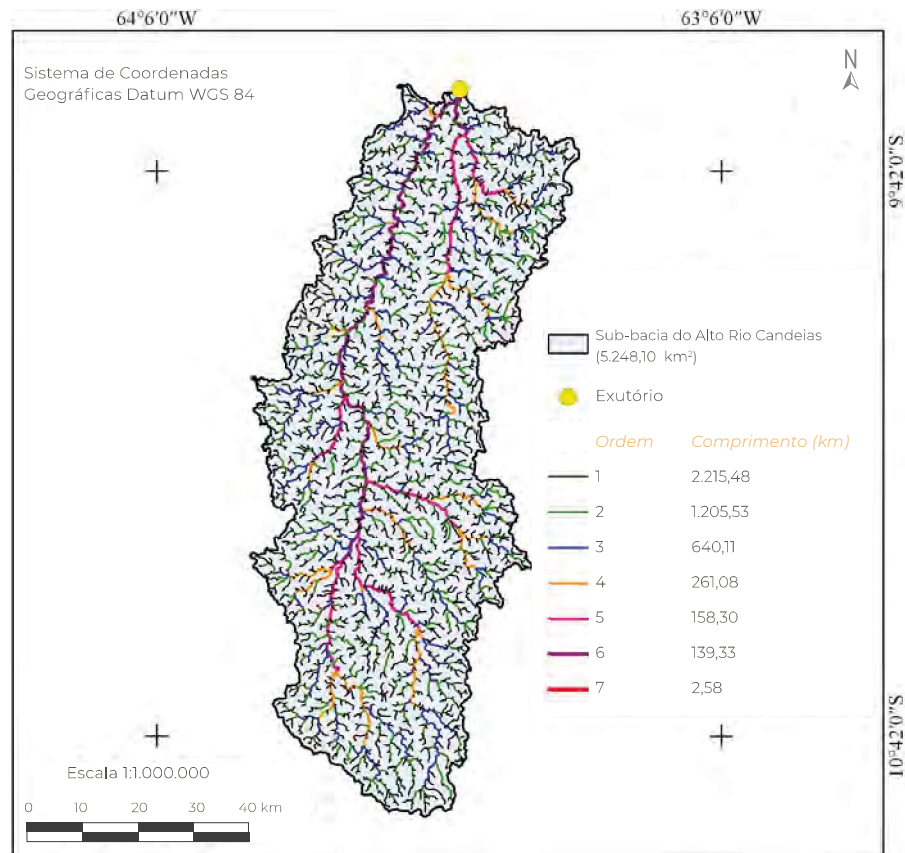 64°6'0"W
63°6'0"W
Sistema de Coordenadas
Geográficas Datum WGS 84
N
9°42'0"S
Sub-bacia do Alto Rio Candeias
(5.248,10 km²)
Exutório
Ordem Comprimento (km)
1 2.215,48
2 1.205,53
3 640,11
4 261,08
5 158,30
6 139,33
7 2,58
10°42'0"S
Escala 1:1.000.000
0 10 20 30 40 km